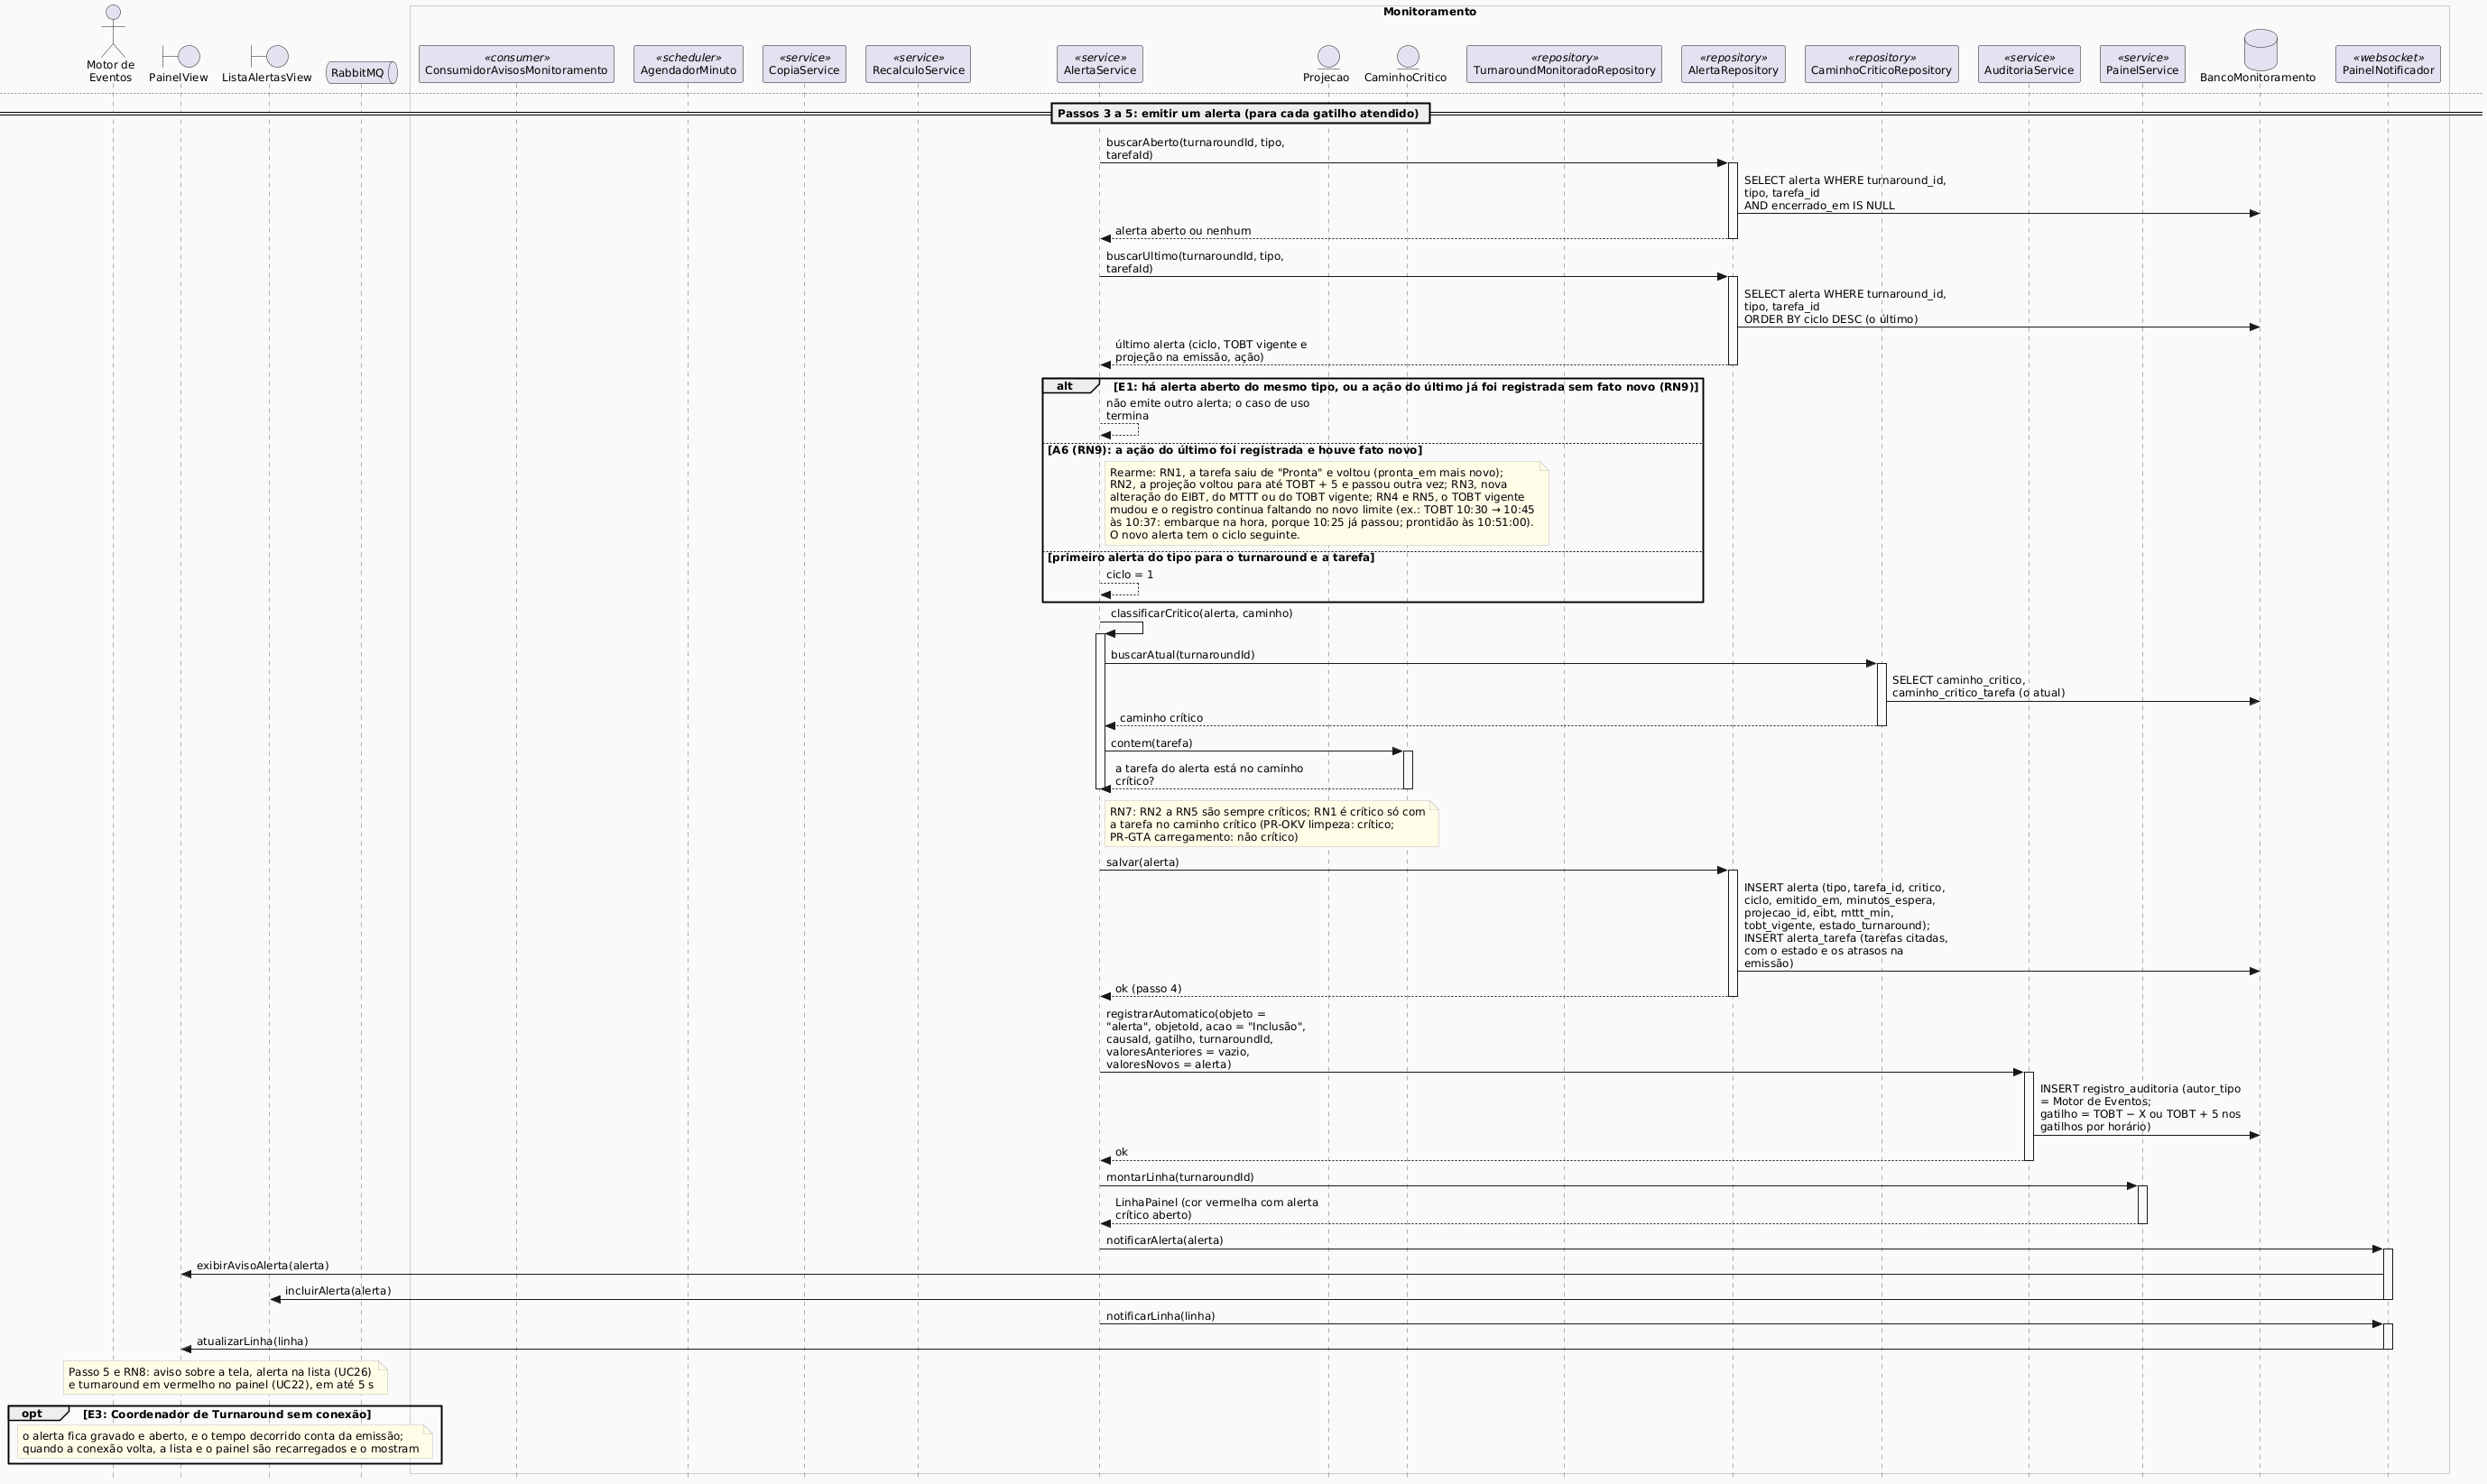 Monitoramento
Motor de
Eventos
PainelView
ListaAlertasView
RabbitMQ
«consumer»
ConsumidorAvisosMonitoramento
«scheduler»
AgendadorMinuto
«service»
CopiaService
«service»
RecalculoService
«service»
AlertaService
Projecao
CaminhoCritico
«repository»
TurnaroundMonitoradoRepository
«repository»
AlertaRepository
«repository»
CaminhoCriticoRepository
«service»
AuditoriaService
«service»
PainelService
BancoMonitoramento
«websocket»
PainelNotificador
Passos 3 a 5: emitir um alerta (para cada gatilho atendido)
buscarAberto(turnaroundId, tipo,
tarefaId)
SELECT alerta WHERE turnaround_id,
tipo, tarefa_id
AND encerrado_em IS NULL
alerta aberto ou nenhum
buscarUltimo(turnaroundId, tipo,
tarefaId)
SELECT alerta WHERE turnaround_id,
tipo, tarefa_id
ORDER BY ciclo DESC (o último)
último alerta (ciclo, TOBT vigente e
projeção na emissão, ação)
alt
[E1: há alerta aberto do mesmo tipo, ou a ação do último já foi registrada sem fato novo (RN9)]
não emite outro alerta; o caso de uso
termina
[A6 (RN9): a ação do último foi registrada e houve fato novo]
Rearme: RN1, a tarefa saiu de "Pronta" e voltou (pronta_em mais novo);
RN2, a projeção voltou para até TOBT + 5 e passou outra vez; RN3, nova
alteração do EIBT, do MTTT ou do TOBT vigente; RN4 e RN5, o TOBT vigente
mudou e o registro continua faltando no novo limite (ex.: TOBT 10:30 → 10:45
às 10:37: embarque na hora, porque 10:25 já passou; prontidão às 10:51:00).
O novo alerta tem o ciclo seguinte.
[primeiro alerta do tipo para o turnaround e a tarefa]
ciclo = 1
classificarCritico(alerta, caminho)
buscarAtual(turnaroundId)
SELECT caminho_critico,
caminho_critico_tarefa (o atual)
caminho crítico
contem(tarefa)
a tarefa do alerta está no caminho
crítico?
RN7: RN2 a RN5 são sempre críticos; RN1 é crítico só com
a tarefa no caminho crítico (PR-OKV limpeza: crítico;
PR-GTA carregamento: não crítico)
salvar(alerta)
INSERT alerta (tipo, tarefa_id, critico,
ciclo, emitido_em, minutos_espera,
projecao_id, eibt, mttt_min,
tobt_vigente, estado_turnaround);
INSERT alerta_tarefa (tarefas citadas,
com o estado e os atrasos na
emissão)
ok (passo 4)
registrarAutomatico(objeto =
"alerta", objetoId, acao = "Inclusão",
causaId, gatilho, turnaroundId,
valoresAnteriores = vazio,
valoresNovos = alerta)
INSERT registro_auditoria (autor_tipo
= Motor de Eventos;
gatilho = TOBT − X ou TOBT + 5 nos
gatilhos por horário)
ok
montarLinha(turnaroundId)
LinhaPainel (cor vermelha com alerta
crítico aberto)
notificarAlerta(alerta)
exibirAvisoAlerta(alerta)
incluirAlerta(alerta)
notificarLinha(linha)
atualizarLinha(linha)
Passo 5 e RN8: aviso sobre a tela, alerta na lista (UC26)
e turnaround em vermelho no painel (UC22), em até 5 s
opt
[E3: Coordenador de Turnaround sem conexão]
o alerta fica gravado e aberto, e o tempo decorrido conta da emissão;
quando a conexão volta, a lista e o painel são recarregados e o mostram